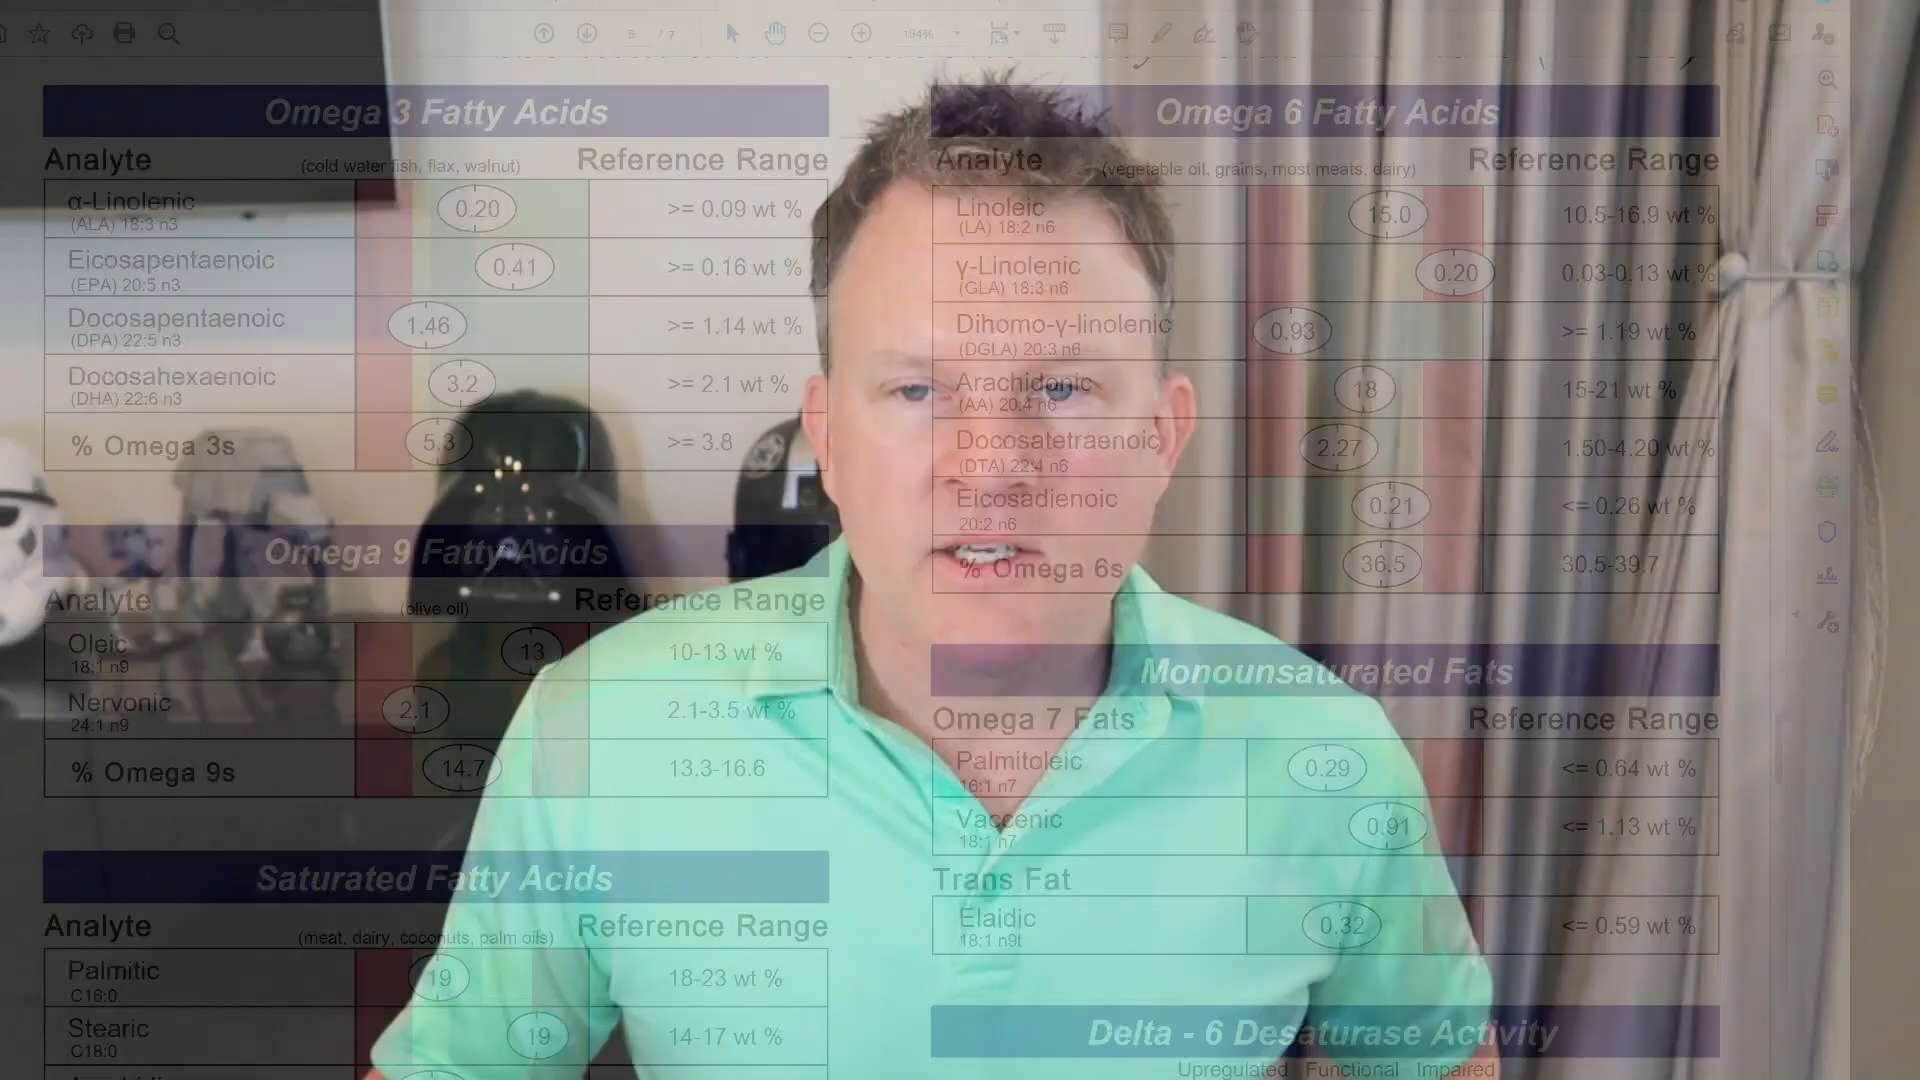 5 / 7
194%
Omega 3 Fatty Acids
Analyte (cold water fish, flax, walnut) Reference Range
α-Linolenic 0.20 >= 0.09 wt %
(ALA) 18:3 n3
Eicosapentaenoic 0.41 >= 0.16 wt %
(EPA) 20:5 n3
Docosapentaenoic 1.46 >= 1.14 wt %
(DPA) 22:5 n3
Docosahexaenoic 3.2 >= 2.1 wt %
(DHA) 22:6 n3
% Omega 3s 5.3 >= 3.8
Omega 9 Fatty Acids
Analyte (olive oil) Reference Range
Oleic 13 10-13 wt %
18:1 n9
Nervonic 2.1 2.1-3.5 wt %
24:1 n9
% Omega 9s 14.7 13.3-16.6
Saturated Fatty Acids
Analyte (meat, dairy, coconuts, palm oils) Reference Range
Palmitic 19 18-23 wt %
C16:0
Stearic 19 14-17 wt %
C18:0
Omega 6 Fatty Acids
Analyte (vegetable oil, grains, most meats, dairy) Reference Range
Linoleic 15.0 10.5-16.9 wt %
(LA) 18:2 n6
γ-Linolenic 0.20 0.03-0.13 wt %
(GLA) 18:3 n6
Dihomo-γ-linolenic 0.93 >= 1.19 wt %
(DGLA) 20:3 n6
Arachidonic 18 15-21 wt %
(AA) 20:4 n6
Docosatetraenoic 2.27 1.50-4.20 wt %
(DTA) 22:4 n6
Eicosadienoic 0.21 <= 0.26 wt %
20:2 n6
% Omega 6s 36.5 30.5-39.7
Monounsaturated Fats
Omega 7 Fats Reference Range
Palmitoleic 0.29 <= 0.64 wt %
16:1 n7
Vaccenic 0.91 <= 1.13 wt %
18:1 n7
Trans Fat
Elaidic 0.32 <= 0.59 wt %
18:1 n9t
Delta - 6 Desaturase Activity
Upregulated Functional Impaired